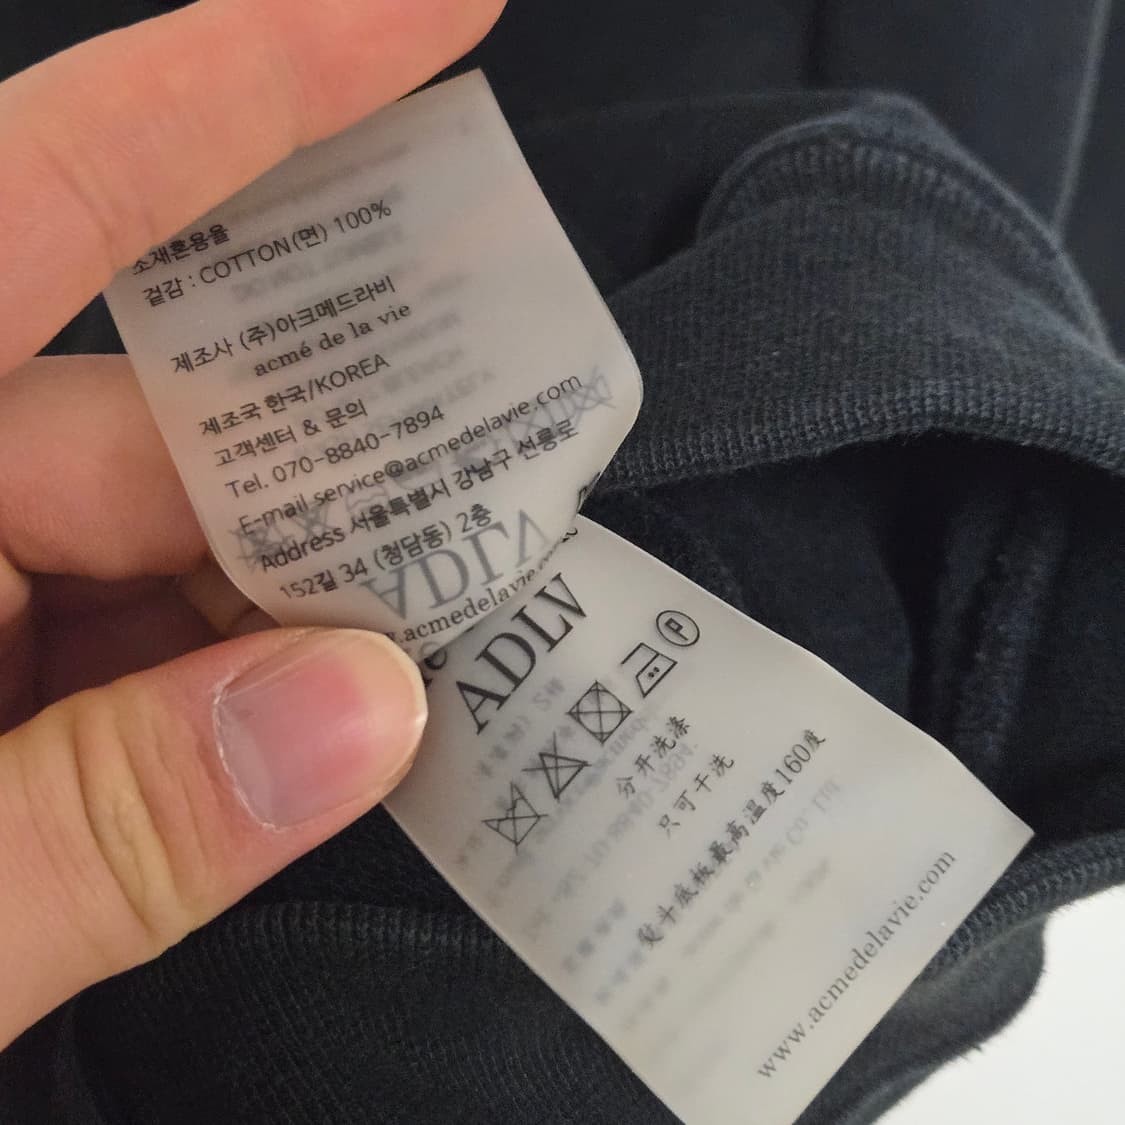 소재혼용율
겉감 : COTTON(면) 100%
제조사 (주)아크메드라비
acmé de la vie
제조국 한국/KOREA
고객센터 & 문의
Tel. 070-8840-7894
E-mail service@acmedelavie.com
Address 서울특별시 강남구 선릉로
152길 34 (청담동) 2층
ADLV
.acmedelavie.
ADLV
P
分开洗涤
只可干洗
熨斗底板最高温度160度
www.acmedelavie.com